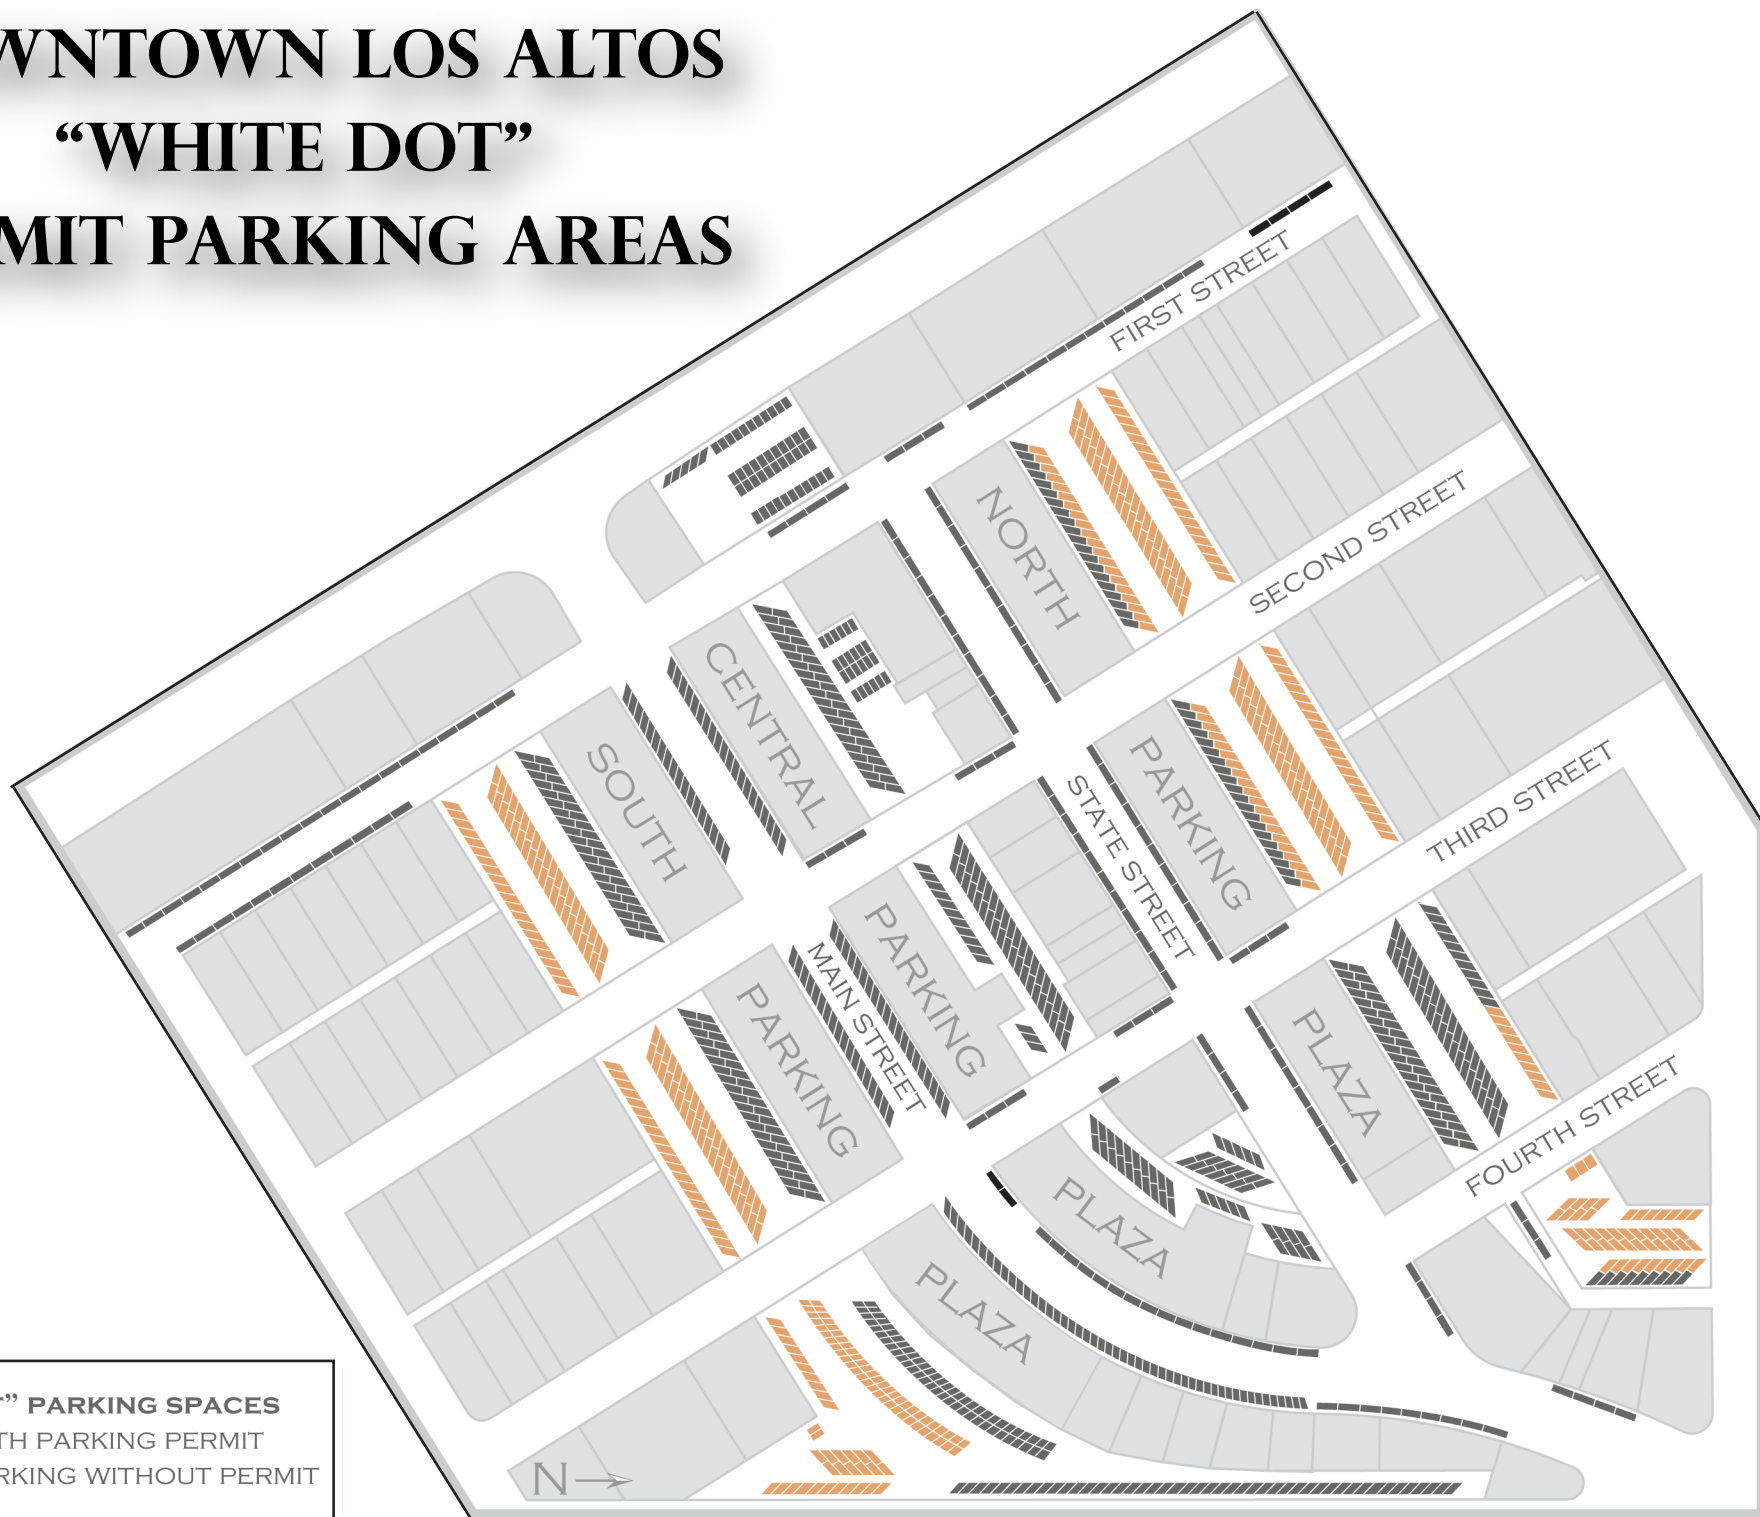 WNTOWN LOS ALTOS
“WHITE DOT”
MIT PARKING AREAS
FIRST STREET
SECOND STREET
THIRD STREET
FOURTH STREET
STATE STREET
MAIN STREET
NORTH
PARKING
PLAZA
CENTRAL
PARKING
PLAZA
SOUTH
PARKING
PLAZA
” PARKING SPACES
TH PARKING PERMIT
RKING WITHOUT PERMIT
N